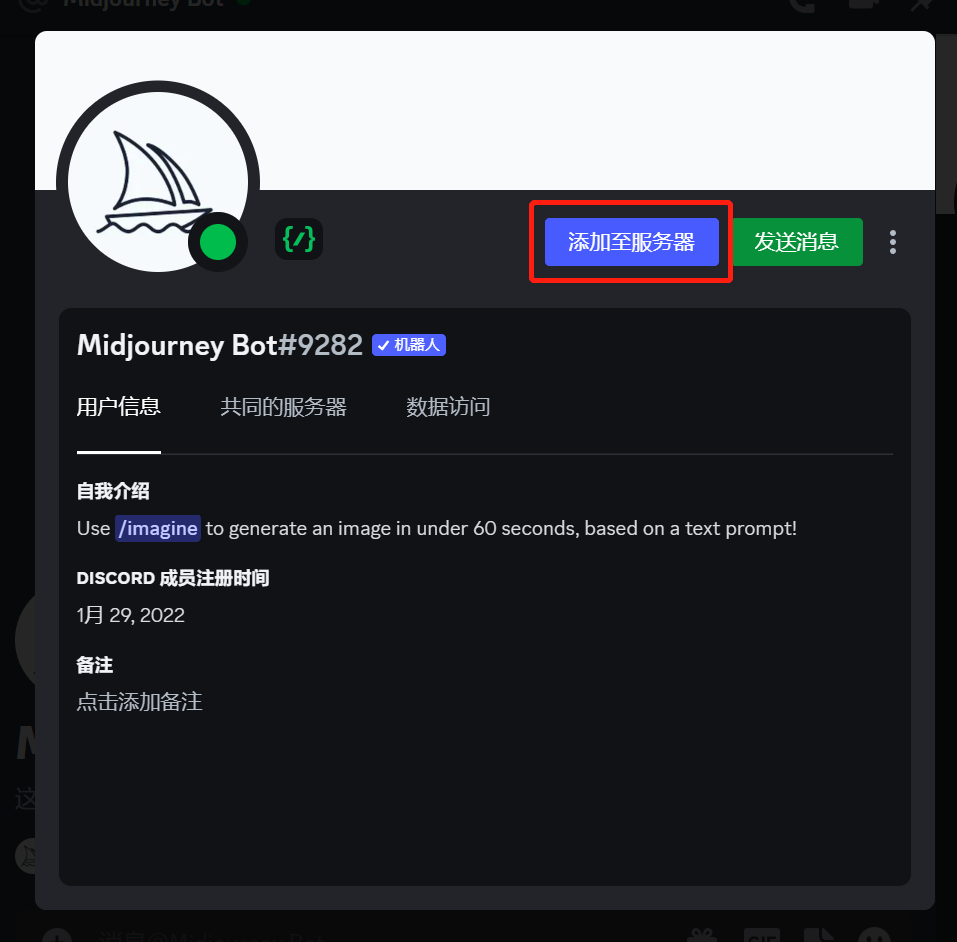 Midjourney Bot
添加至服务器
发送消息
Midjourney Bot#9282 机器人
用户信息 共同的服务器 数据访问
自我介绍
Use /imagine to generate an image in under 60 seconds, based on a text prompt!
DISCORD 成员注册时间
1月 29, 2022
备注
点击添加备注
这